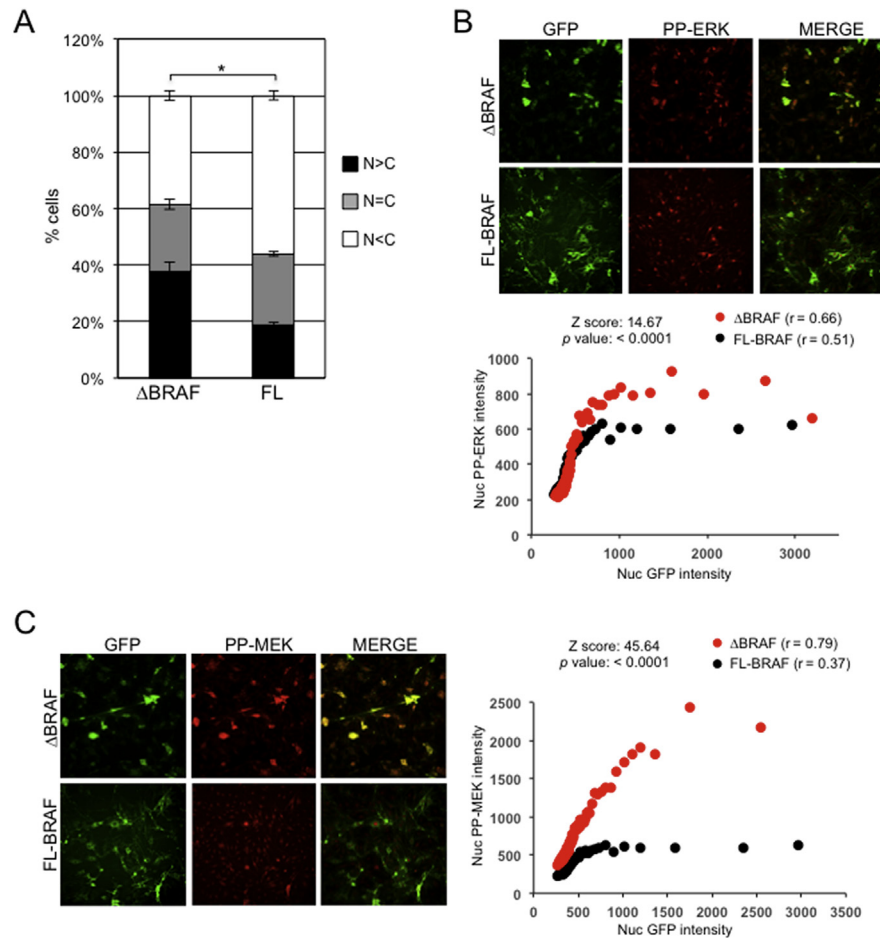 A
120%
100%
80%
60%
40%
20%
0%
% cells
*
ΔBRAF
FL
N>C
N=C
N<C
B
GFP
PP-ERK
MERGE
ΔBRAF
FL-BRAF
Z score: 14.67
p value: < 0.0001
ΔBRAF (r = 0.66)
FL-BRAF (r = 0.51)
Nuc PP-ERK intensity
1000
800
600
400
200
0
0
1000
2000
3000
Nuc GFP intensity
C
GFP
PP-MEK
MERGE
ΔBRAF
FL-BRAF
Z score: 45.64
p value: < 0.0001
ΔBRAF (r = 0.79)
FL-BRAF (r = 0.37)
Nuc PP-MEK intensity
2500
2000
1500
1000
500
0
0
500
1000
1500
2000
2500
3000
3500
Nuc GFP intensity